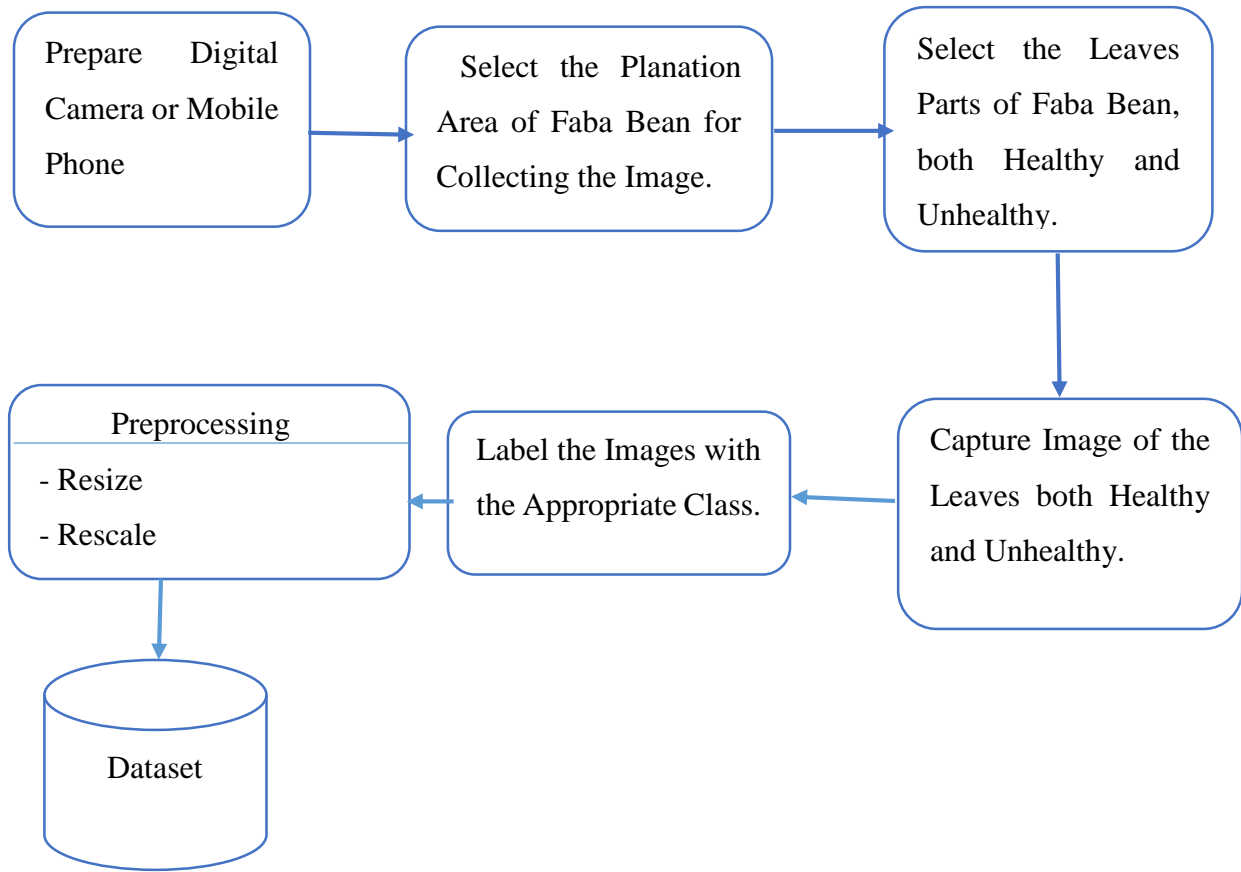 Prepare Digital
Camera or Mobile
Phone
Select the Planation
Area of Faba Bean for
Collecting the Image.
Select the Leaves
Parts of Faba Bean,
both Healthy and
Unhealthy.
Capture Image of the
Leaves both Healthy
and Unhealthy.
Label the Images with
the Appropriate Class.
Preprocessing
- Resize
- Rescale
Dataset